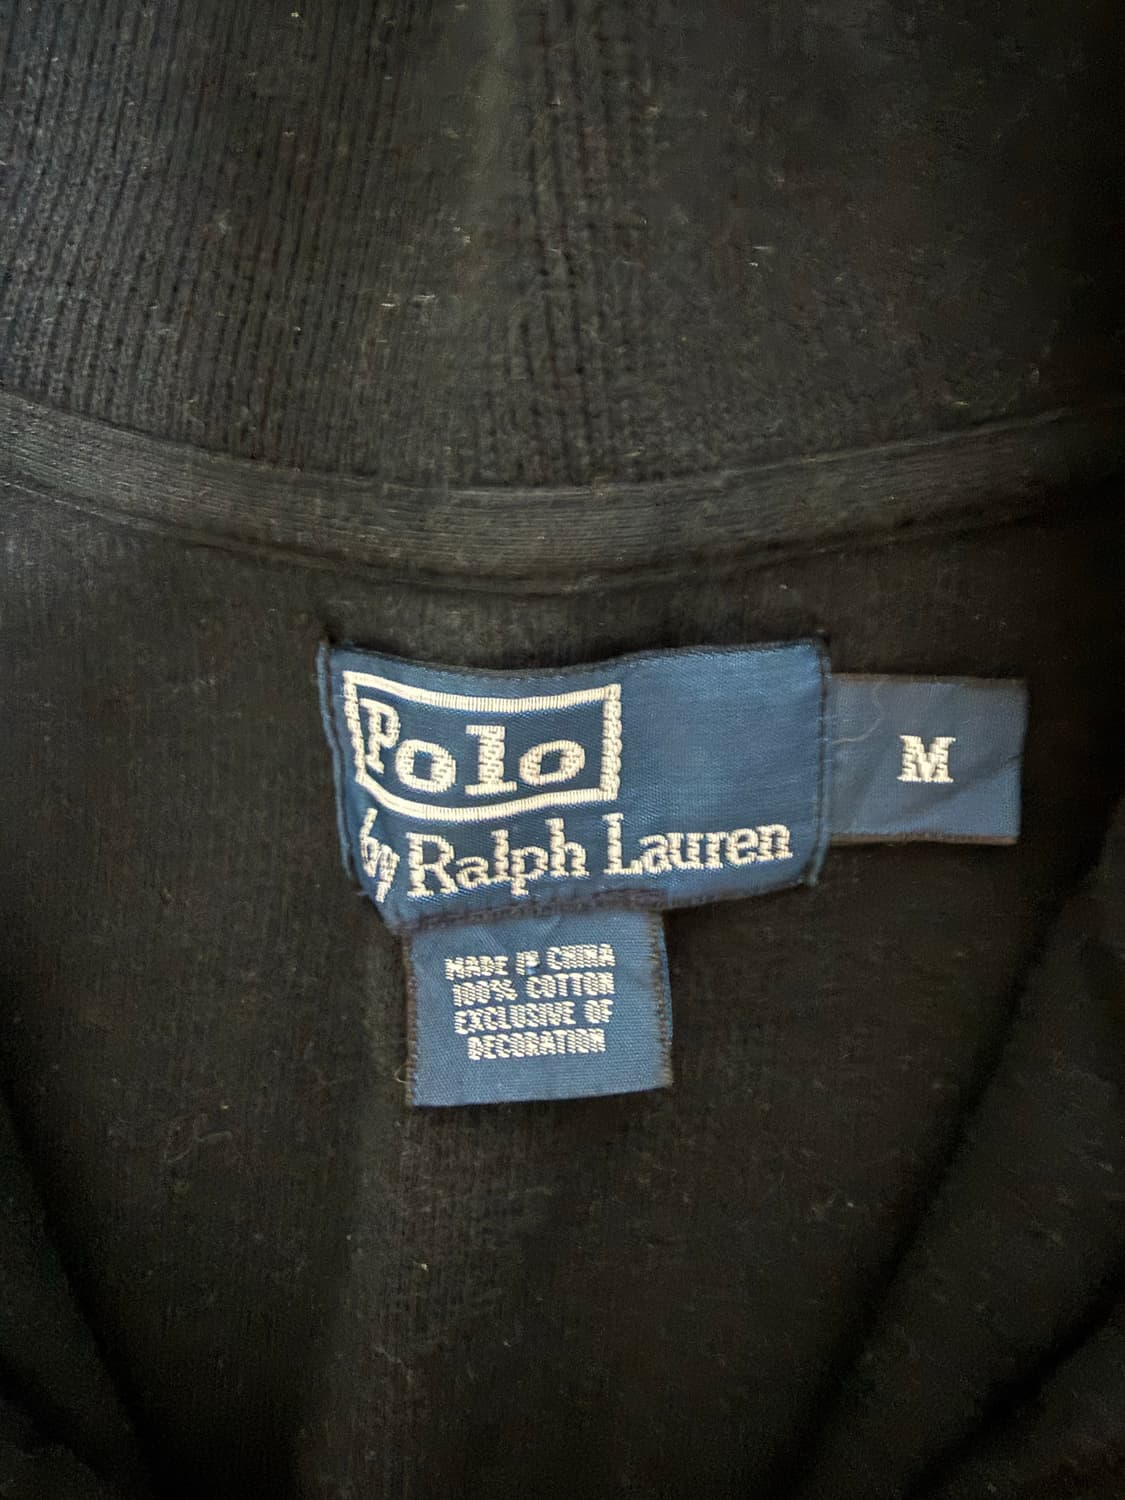 Polo
by Ralph Lauren
M
MADE IN CHINA
100% COTTON
EXCLUSIVE OF
DECORATION